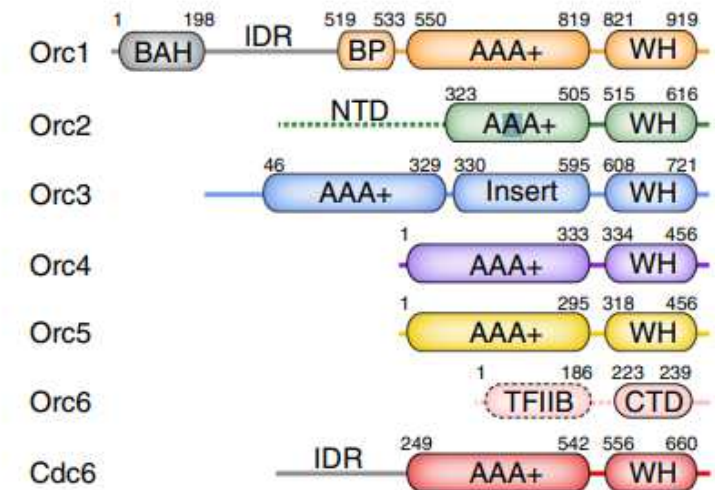 1 198 519 533 550 819 821 919
Orc1 BAH IDR BP AAA+ WH
323 505 515 616
Orc2 NTD AAA+ WH
46 329 330 595 608 721
Orc3 AAA+ Insert WH
1 333 334 456
Orc4 AAA+ WH
1 295 318 456
Orc5 AAA+ WH
1 186 223 239
Orc6 TFIIB CTD
249 542 556 660
Cdc6 IDR AAA+ WH